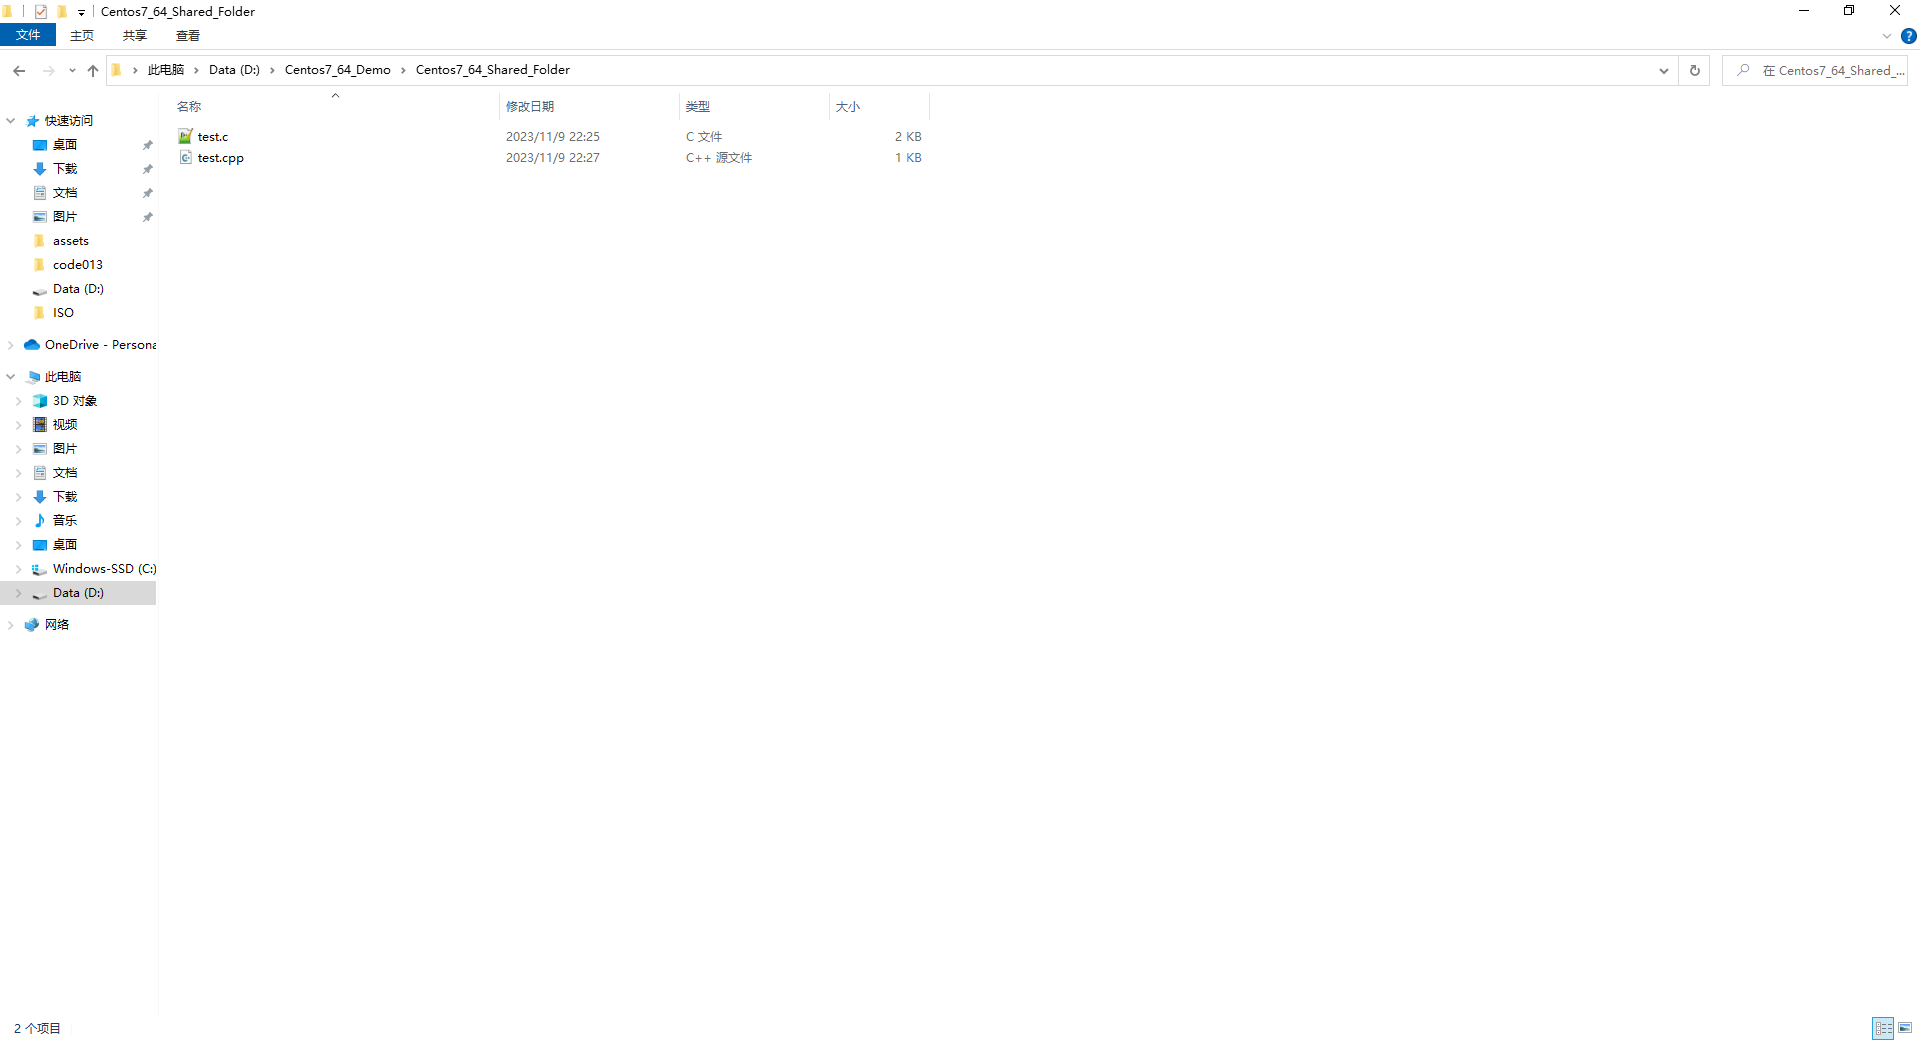 Centos7_64_Shared_Folder
文件 主页 共享 查看
此电脑 Data (D:) Centos7_64_Demo Centos7_64_Shared_Folder
在 Centos7_64_Shared_...
名称 修改日期 类型 大小
test.c 2023/11/9 22:25 C 文件 2 KB
test.cpp 2023/11/9 22:27 C++ 源文件 1 KB
快速访问
桌面
下载
文档
图片
assets
code013
Data (D:)
ISO
OneDrive - Persona
此电脑
3D 对象
视频
图片
文档
下载
音乐
桌面
Windows-SSD (C:)
Data (D:)
网络
2 个项目